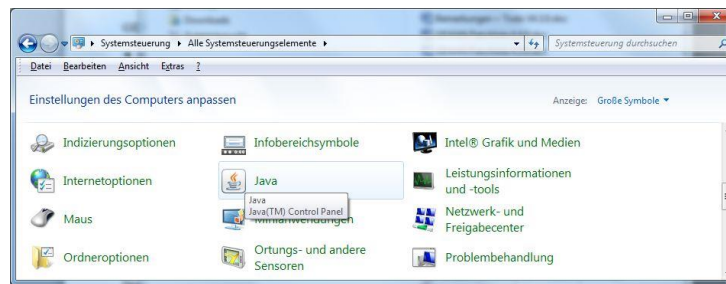 Systemsteuerung ▸ Alle Systemsteuerungselemente ▸
Systemsteuerung durchsuchen
Datei Bearbeiten Ansicht Extras ?
Einstellungen des Computers anpassen
Anzeige: Große Symbole
Indizierungsoptionen
Infobereichsymbole
Intel® Grafik und Medien
Internetoptionen
Java
Leistungsinformationen
und -tools
Java
Java(TM) Control Panel
Maus
Minianwendungen
Netzwerk- und
Freigabecenter
Ordneroptionen
Ortungs- und andere
Sensoren
Problembehandlung